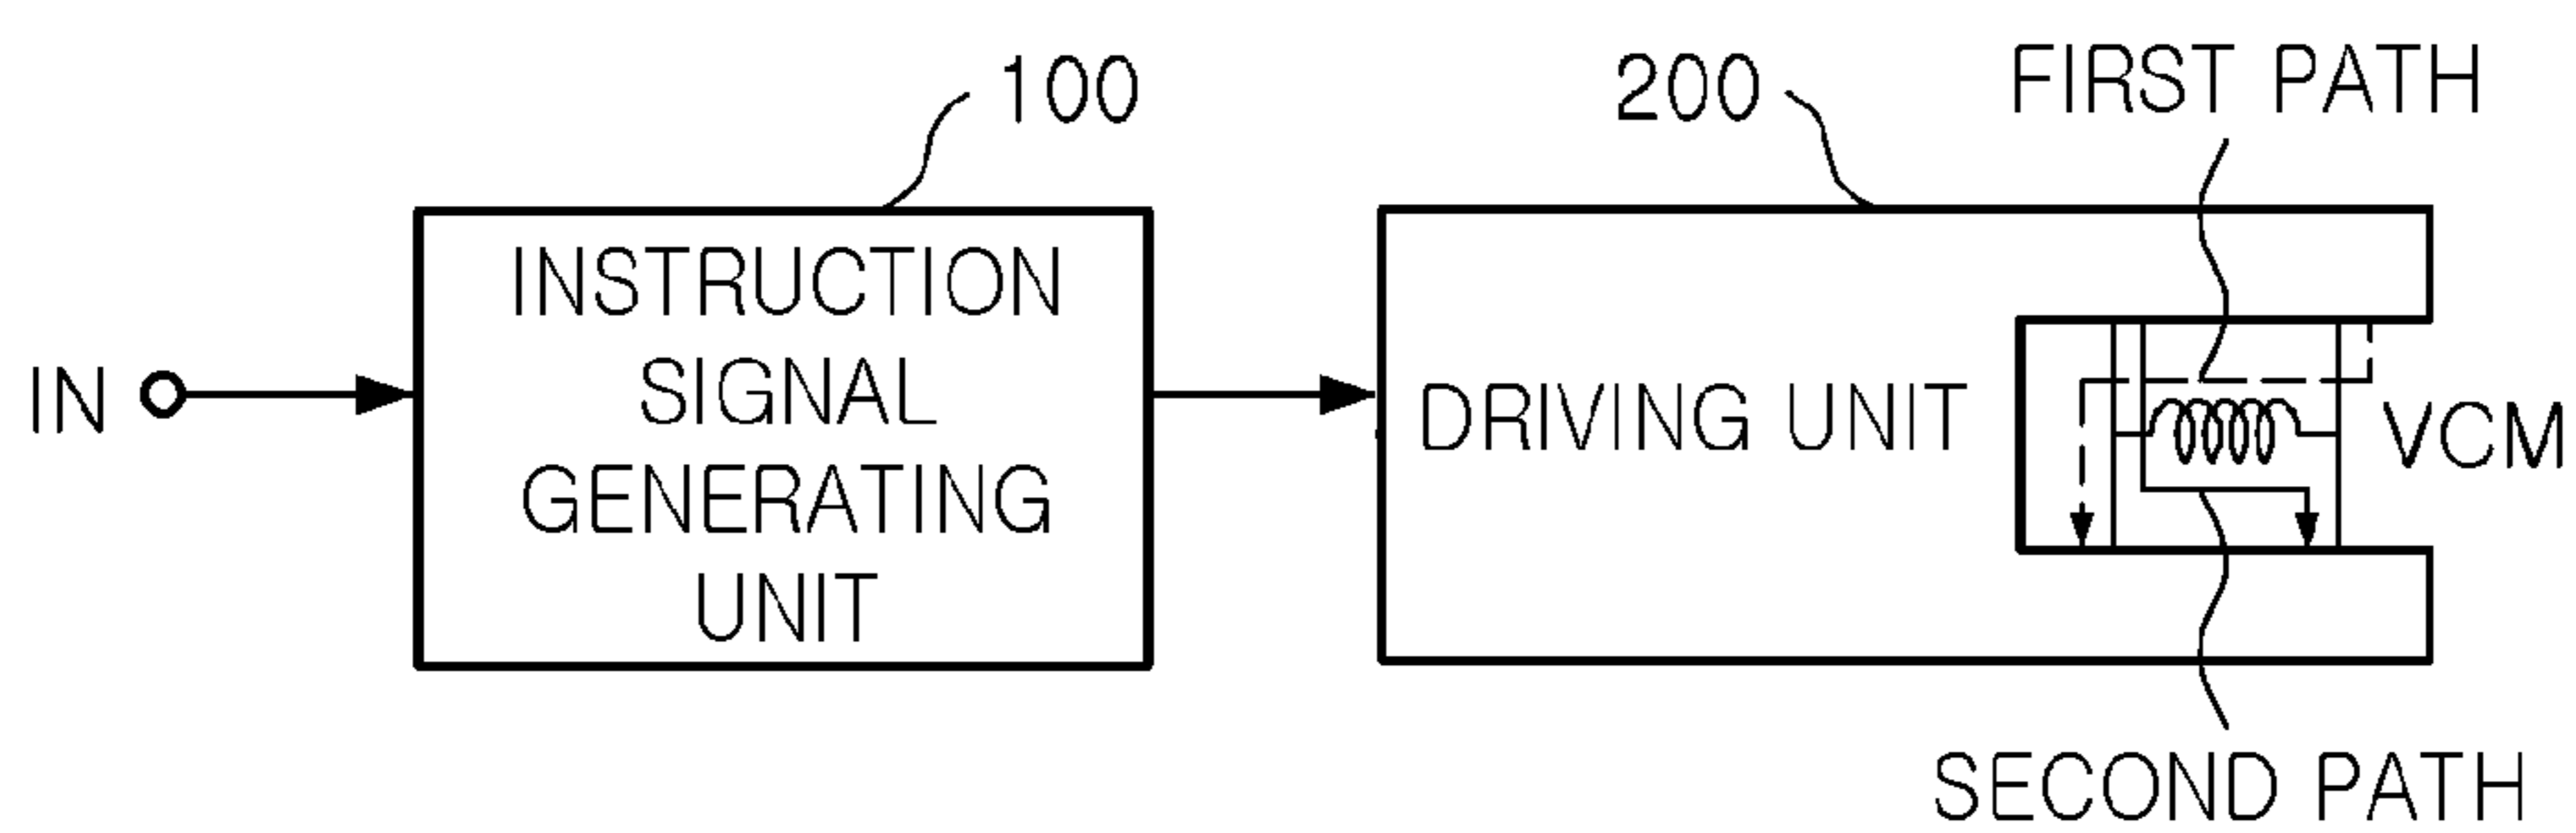 100
200
FIRST PATH
IN
INSTRUCTION
SIGNAL
GENERATING
UNIT
DRIVING UNIT
VCM
SECOND PATH